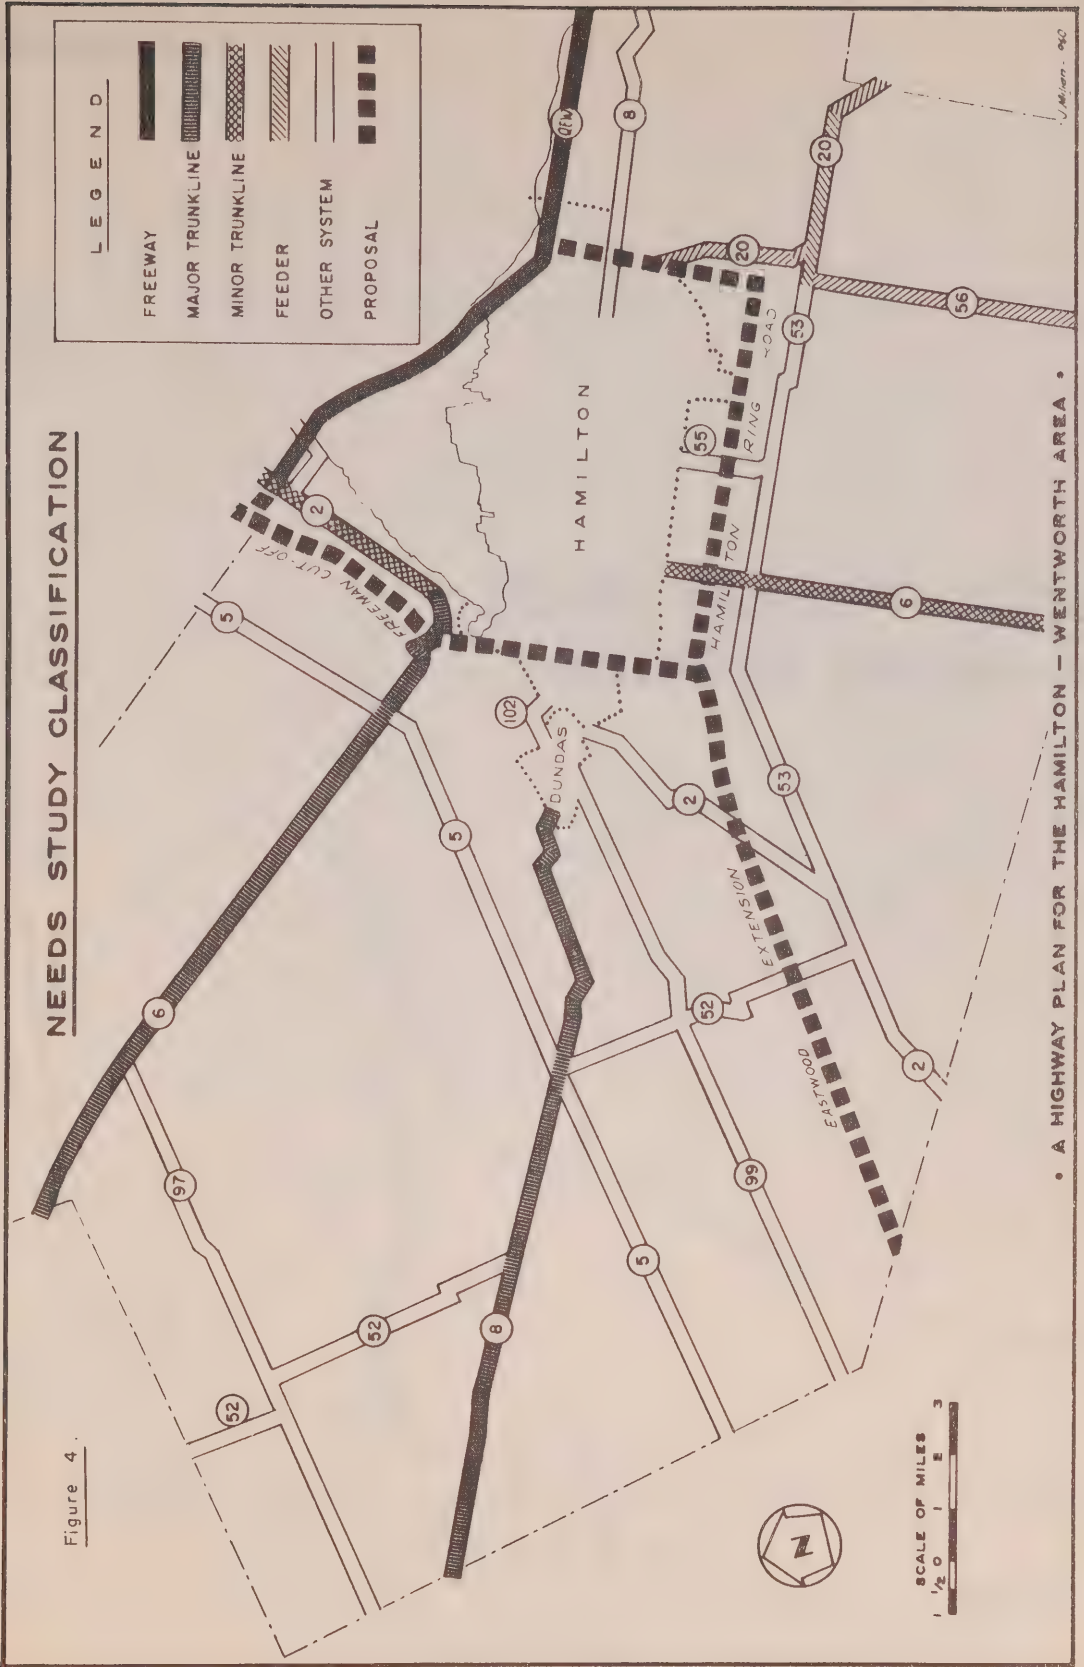 NEEDS STUDY CLASSIFICATION
Figure 4.
LEGEND
FREEWAY
MAJOR TRUNKLINE
MINOR TRUNKLINE
FEEDER
OTHER SYSTEM
PROPOSAL
6
97
52
52
8
5
99
52
5
5
102
DUNDAS
2
53
2
EASTWOOD
EXTENSION
FREEMAN CUT-OFF
2
HAMILTON
HAMILTON
RING
ROAD
55
6
53
56
20
20
8
QEW
N
SCALE OF MILES
1 1/2 0 1 2 3
• A HIGHWAY PLAN FOR THE HAMILTON – WENTWORTH AREA •